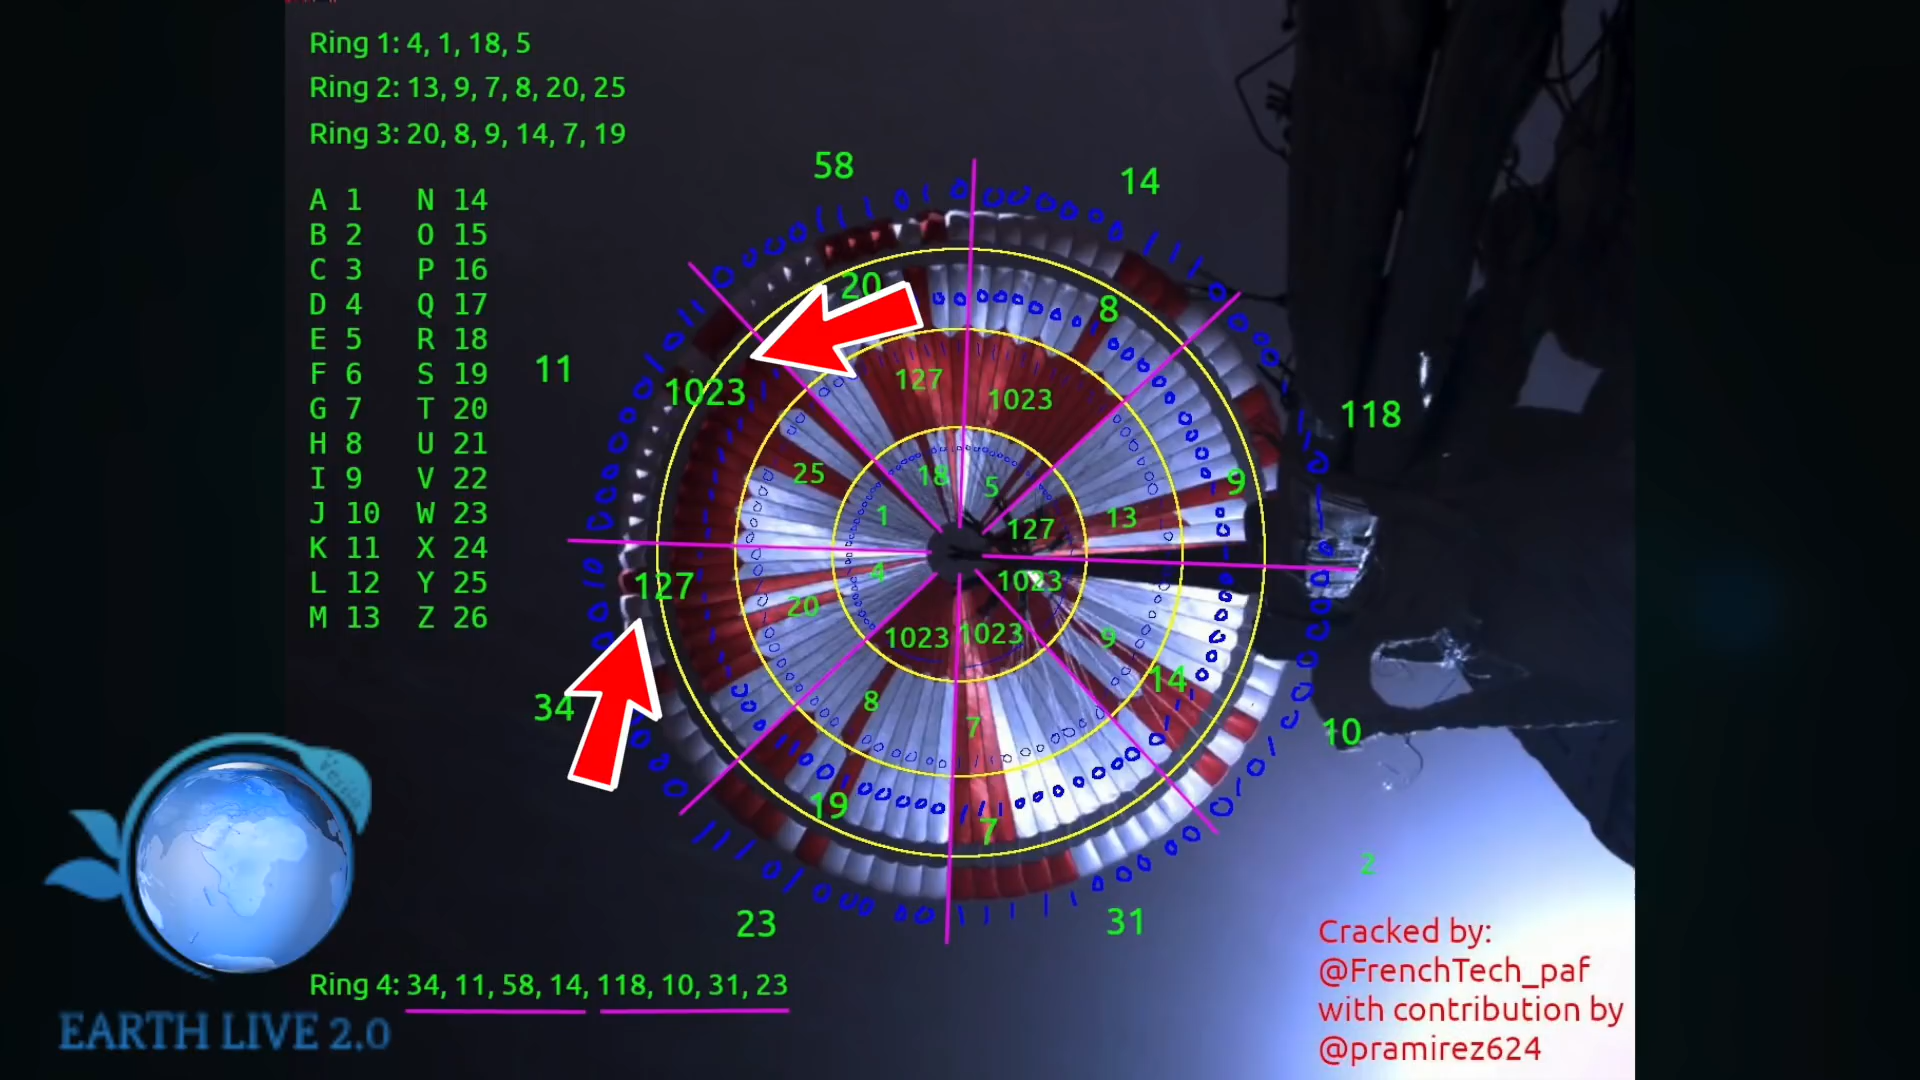 Ring 1: 4, 1, 18, 5
Ring 2: 13, 9, 7, 8, 20, 25
Ring 3: 20, 8, 9, 14, 7, 19
A 1 N 14
B 2 O 15
C 3 P 16
D 4 Q 17
E 5 R 18
F 6 S 19
G 7 T 20
H 8 U 21
I 9 V 22
J 10 W 23
K 11 X 24
L 12 Y 25
M 13 Z 26
58
14
20
8
11
1023
127
1023
118
25
18
5
9
1
127
13
127
20
4
1023
1023
1023
9
34
8
7
14
10
19
7
2
23
31
Ring 4: 34, 11, 58, 14, 118, 10, 31, 23
EARTH LIVE 2.0
Cracked by:
@FrenchTech_paf
with contribution by
@pramirez624